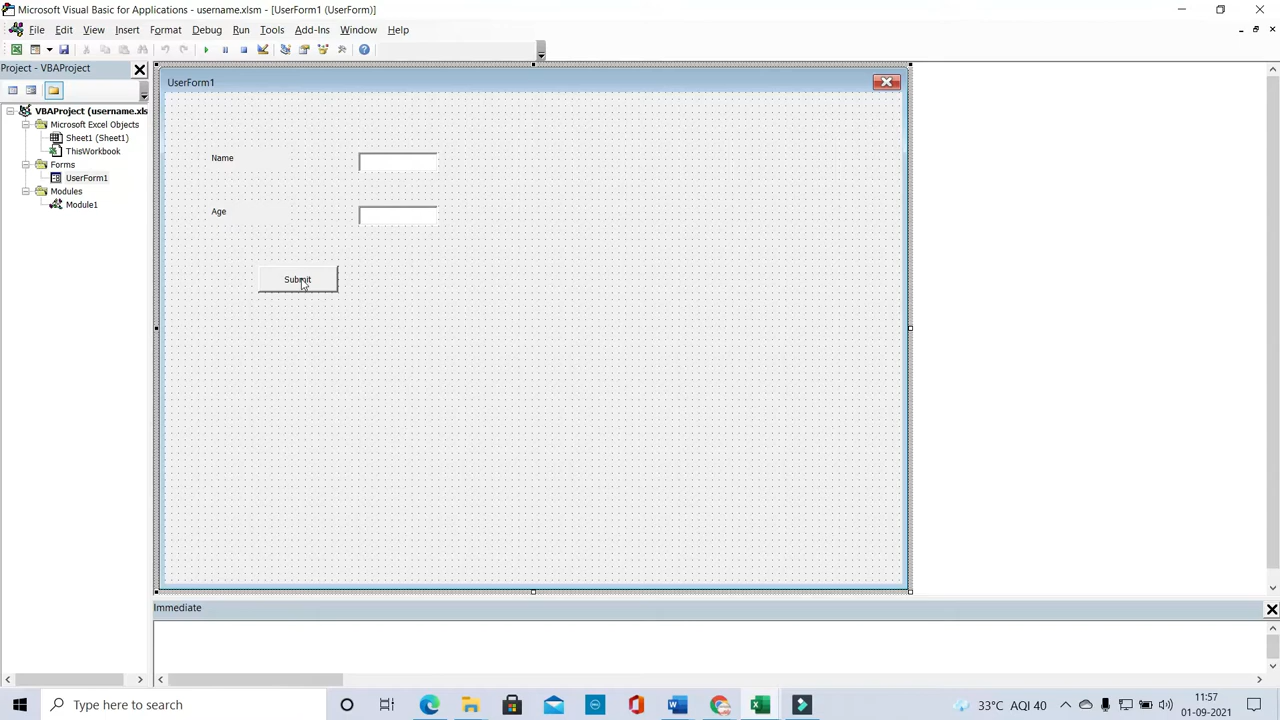 Microsoft Visual Basic for Applications - username.xlsm - [UserForm1 (UserForm)]
File Edit View Insert Format Debug Run Tools Add-Ins Window Help
Project - VBAProject
VBAProject (username.xls
Microsoft Excel Objects
Sheet1 (Sheet1)
ThisWorkbook
Forms
UserForm1
Modules
Module1
UserForm1
Name
Age
Submit
Immediate
Type here to search
33°C AQI 40
11:57
01-09-2021